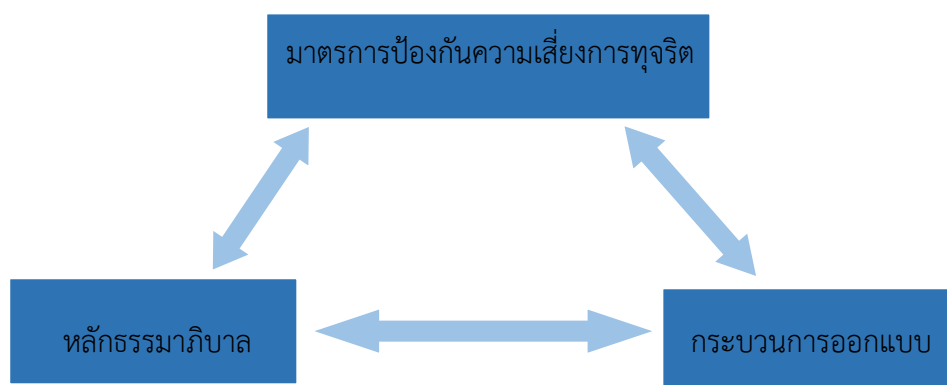 มาตรการป้องกันความเสี่ยงการทุจริต
หลักธรรมาภิบาล
กระบวนการออกแบบ